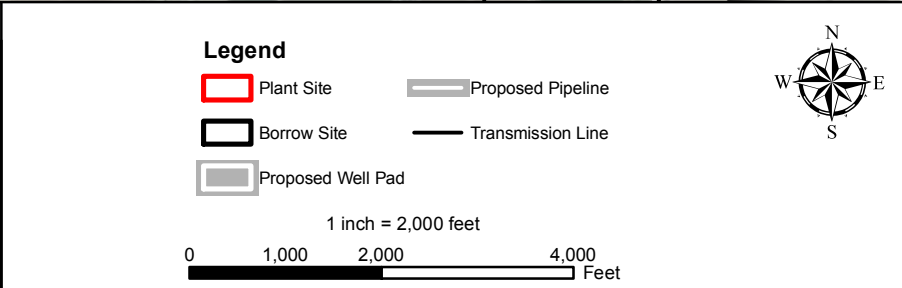 Legend
N
W E
S
Plant Site
Proposed Pipeline
Borrow Site
Transmission Line
Proposed Well Pad
1 inch = 2,000 feet
0 1,000 2,000 4,000
Feet